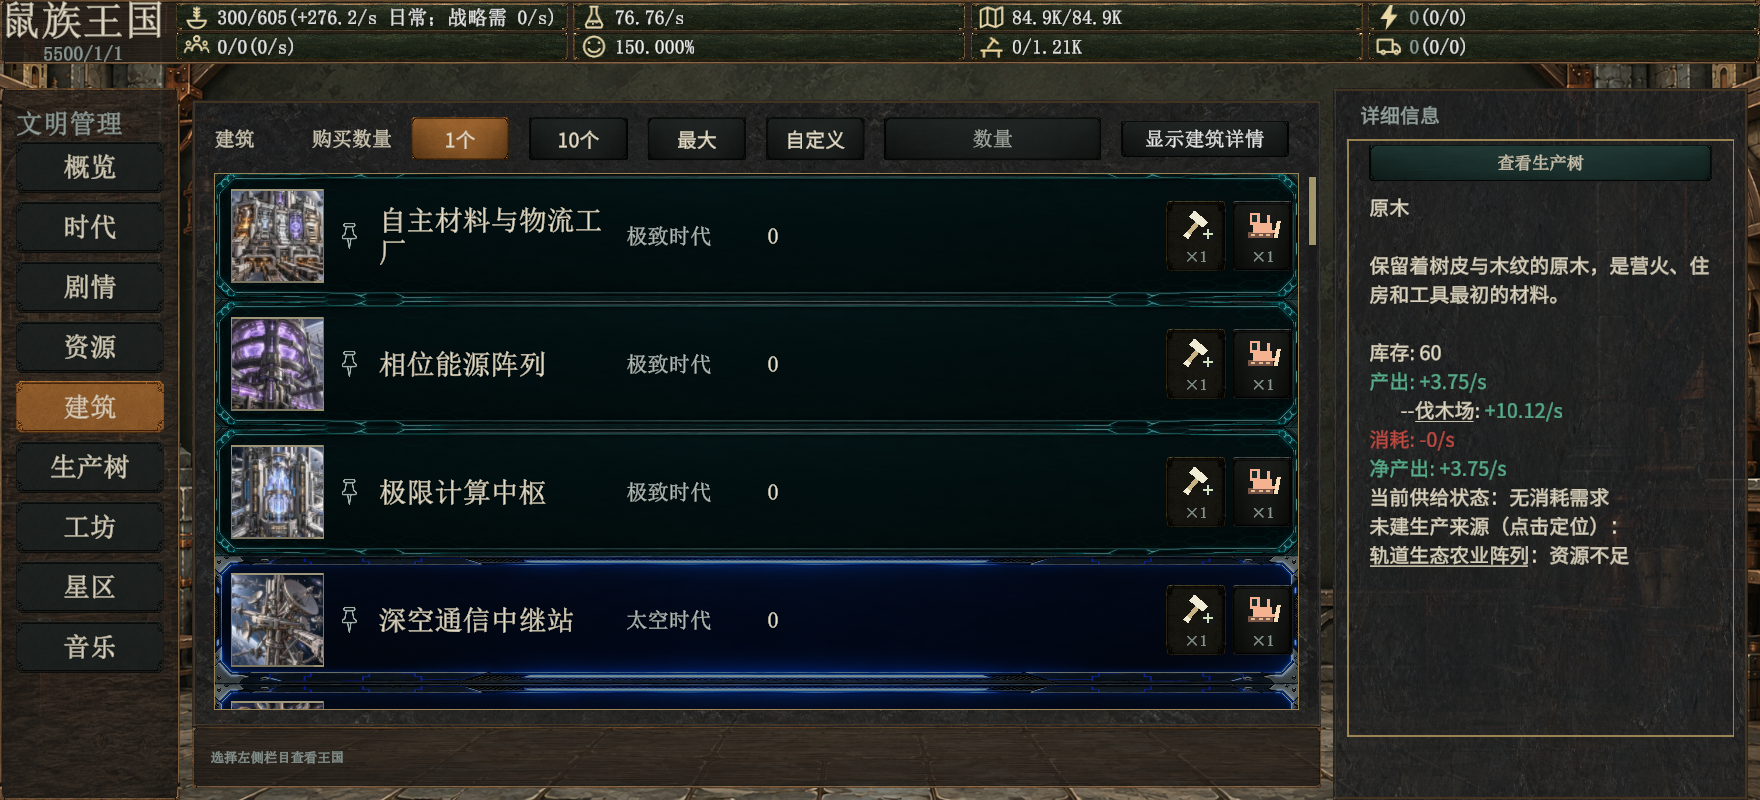 鼠族王国
5500/1/1
300/605(+276.2/s 日常; 战略需 0/s)
76.76/s
84.9K/84.9K
0(0/0)
0/0(0/s)
150.000%
0/1.21K
0(0/0)
文明管理
概览
时代
剧情
资源
建筑
生产树
工坊
星区
音乐
建筑
购买数量
1个
10个
最大
自定义
数量
显示建筑详情
自主材料与物流工
厂
极致时代
0
×1
×1
相位能源阵列
极致时代
0
×1
×1
极限计算中枢
极致时代
0
×1
×1
深空通信中继站
太空时代
0
×1
×1
选择左侧栏目查看王国
详细信息
查看生产树
原木
保留着树皮与木纹的原木，是营火、住
房和工具最初的材料。
库存: 60
产出: +3.75/s
--伐木场: +10.12/s
消耗: -0/s
净产出: +3.75/s
当前供给状态：无消耗需求
未建生产来源（点击定位）：
轨道生态农业阵列：资源不足